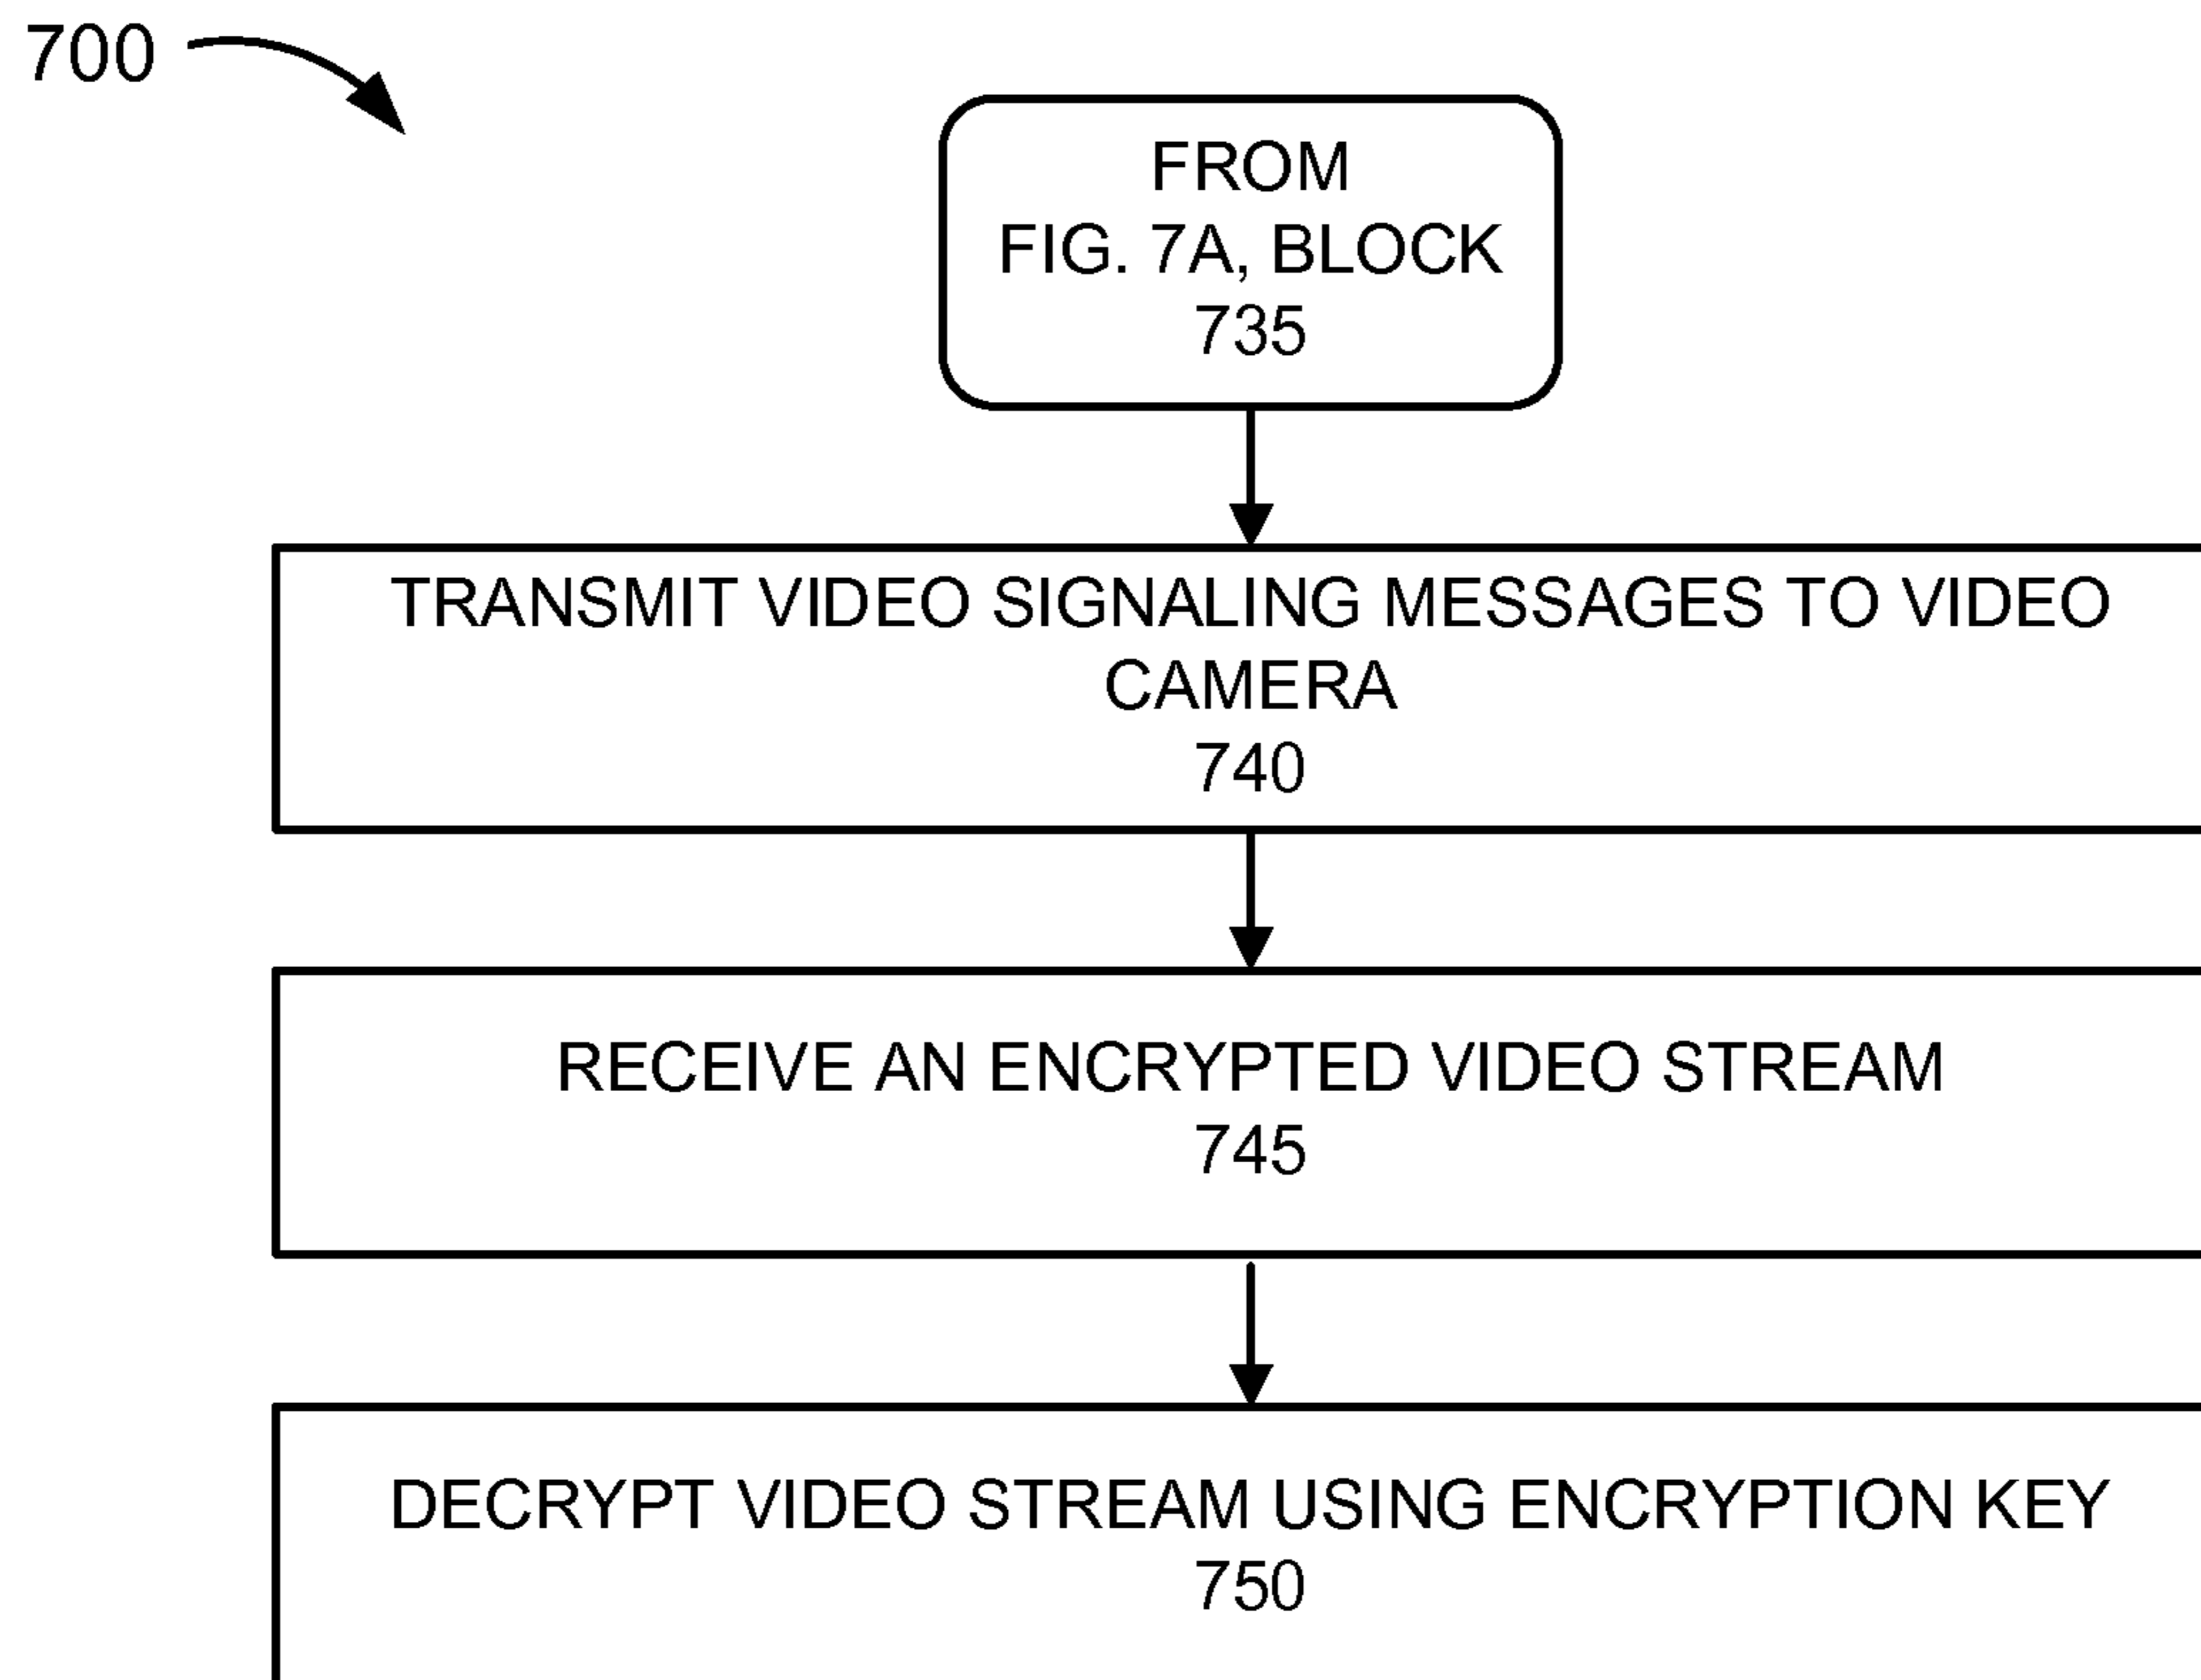 700
FROM
FIG. 7A, BLOCK
735
TRANSMIT VIDEO SIGNALING MESSAGES TO VIDEO
CAMERA
740
RECEIVE AN ENCRYPTED VIDEO STREAM
745
DECRYPT VIDEO STREAM USING ENCRYPTION KEY
750